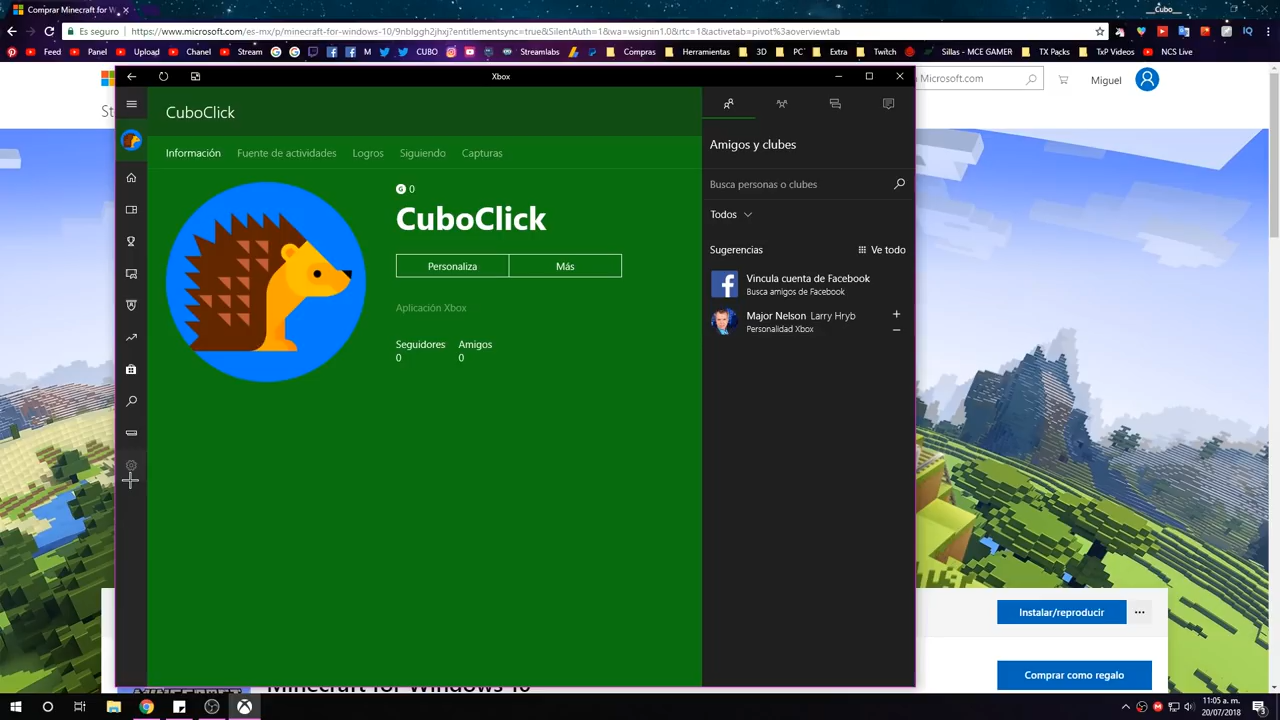 Comprar Minecraft for W
Cubo_
Es seguro
https://www.microsoft.com/es-mx/p/minecraft-for-windows-10/9nblggh2jhxj?entitlementsync=true&SilentAuth=1&wa=wsignin1.0&rtc=1&activetab=pivot%3aoverviewtab
Feed Panel Upload Chanel Stream CUBO Streamlabs Compras Herramientas 3D PC Extra Twitch Sillas - MCE GAMER TX Packs TxP Videos NCS Live
Xbox
Microsoft.com
Miguel
CuboClick
Información Fuente de actividades Logros Siguiendo Capturas
G 0
CuboClick
Personaliza Más
Aplicación Xbox
Seguidores Amigos
0 0
Amigos y clubes
Busca personas o clubes
Todos
Sugerencias Ve todo
Vincula cuenta de Facebook
Busca amigos de Facebook
Major Nelson Larry Hryb
Personalidad Xbox
Instalar/reproducir
Comprar como regalo
Minecraft for Windows 10
11:05 a. m.
20/07/2018
3